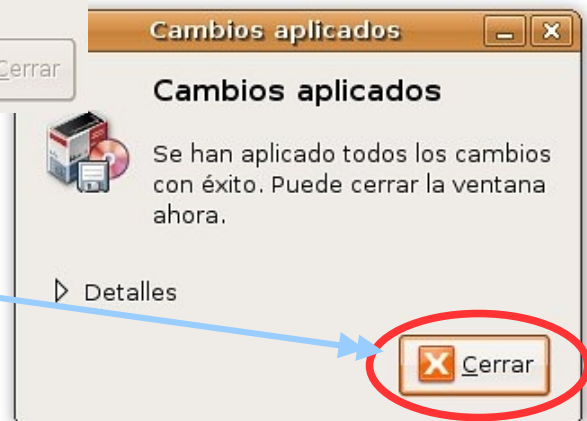 Cerrar
Cambios aplicados
Cambios aplicados
Se han aplicado todos los cambios
con éxito. Puede cerrar la ventana
ahora.
Detalles
Cerrar